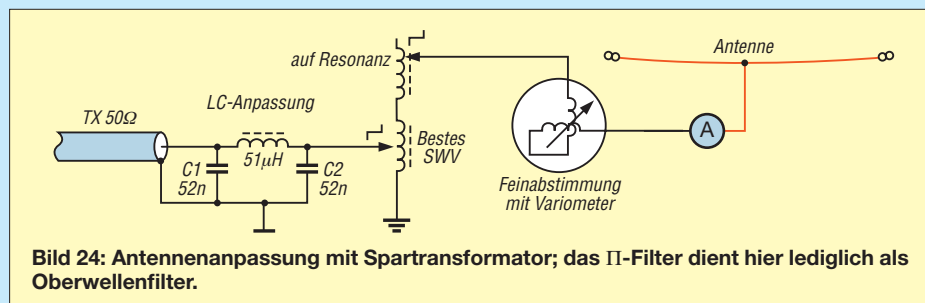 Antenne
auf Resonanz
LC-Anpassung
TX 50Ω
51µH
C1
52n
C2
52n
Bestes
SWV
A
Feinabstimmung
mit Variometer
Bild 24: Antennenanpassung mit Spartransformator; das Π-Filter dient hier lediglich als
Oberwellenfilter.